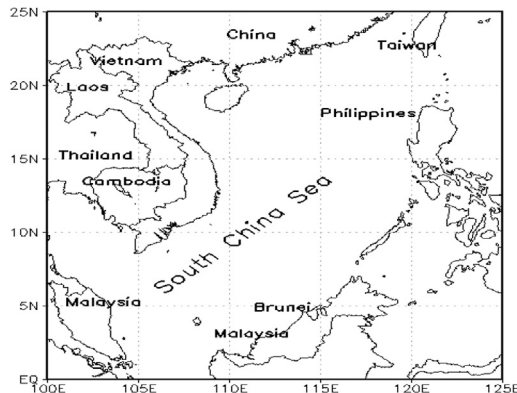 25N
China
Taiwan
Vietnam
20N
Laos
Philippines
15N
Thailand
Cambodia
South China Sea
10N
5N
Malaysia
Brunei
Malaysia
EQ
100E 105E 110E 115E 120E 125E